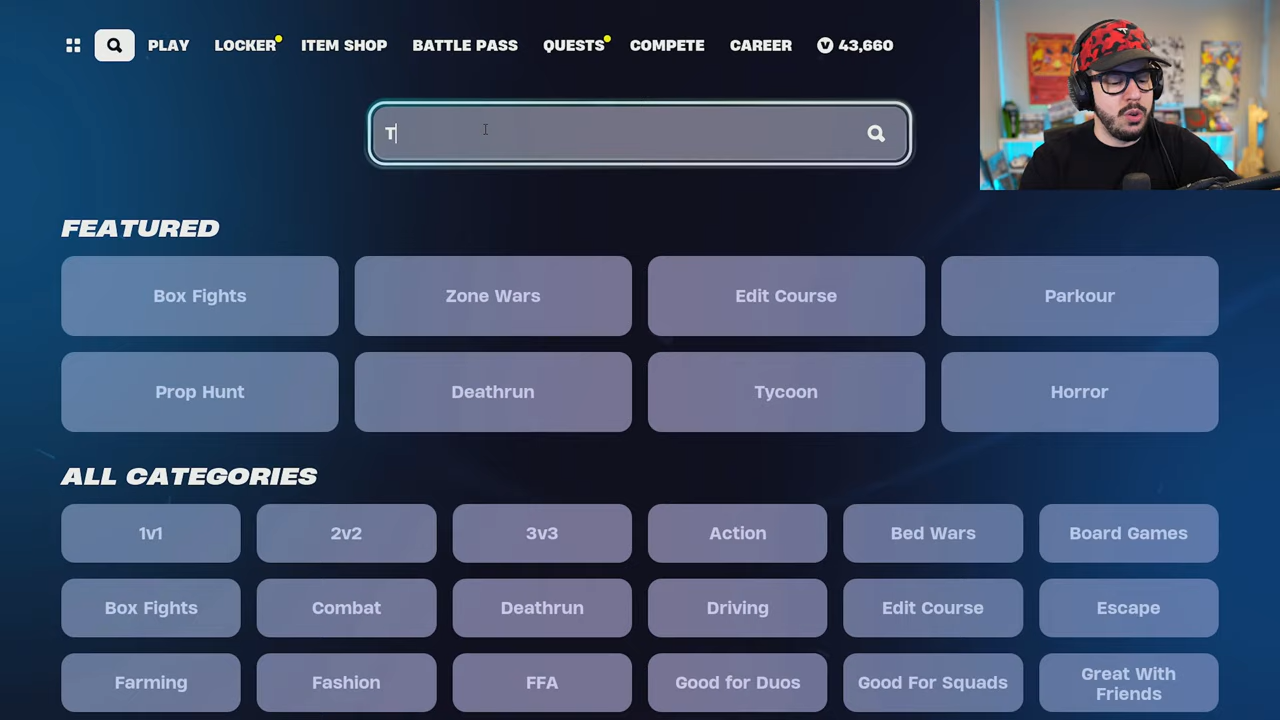 PLAY LOCKER ITEM SHOP BATTLE PASS QUESTS COMPETE CAREER V 43,660
T
FEATURED
Box Fights Zone Wars Edit Course Parkour
Prop Hunt Deathrun Tycoon Horror
ALL CATEGORIES
1v1 2v2 3v3 Action Bed Wars Board Games
Box Fights Combat Deathrun Driving Edit Course Escape
Farming Fashion FFA Good for Duos Good For Squads Great With
Friends